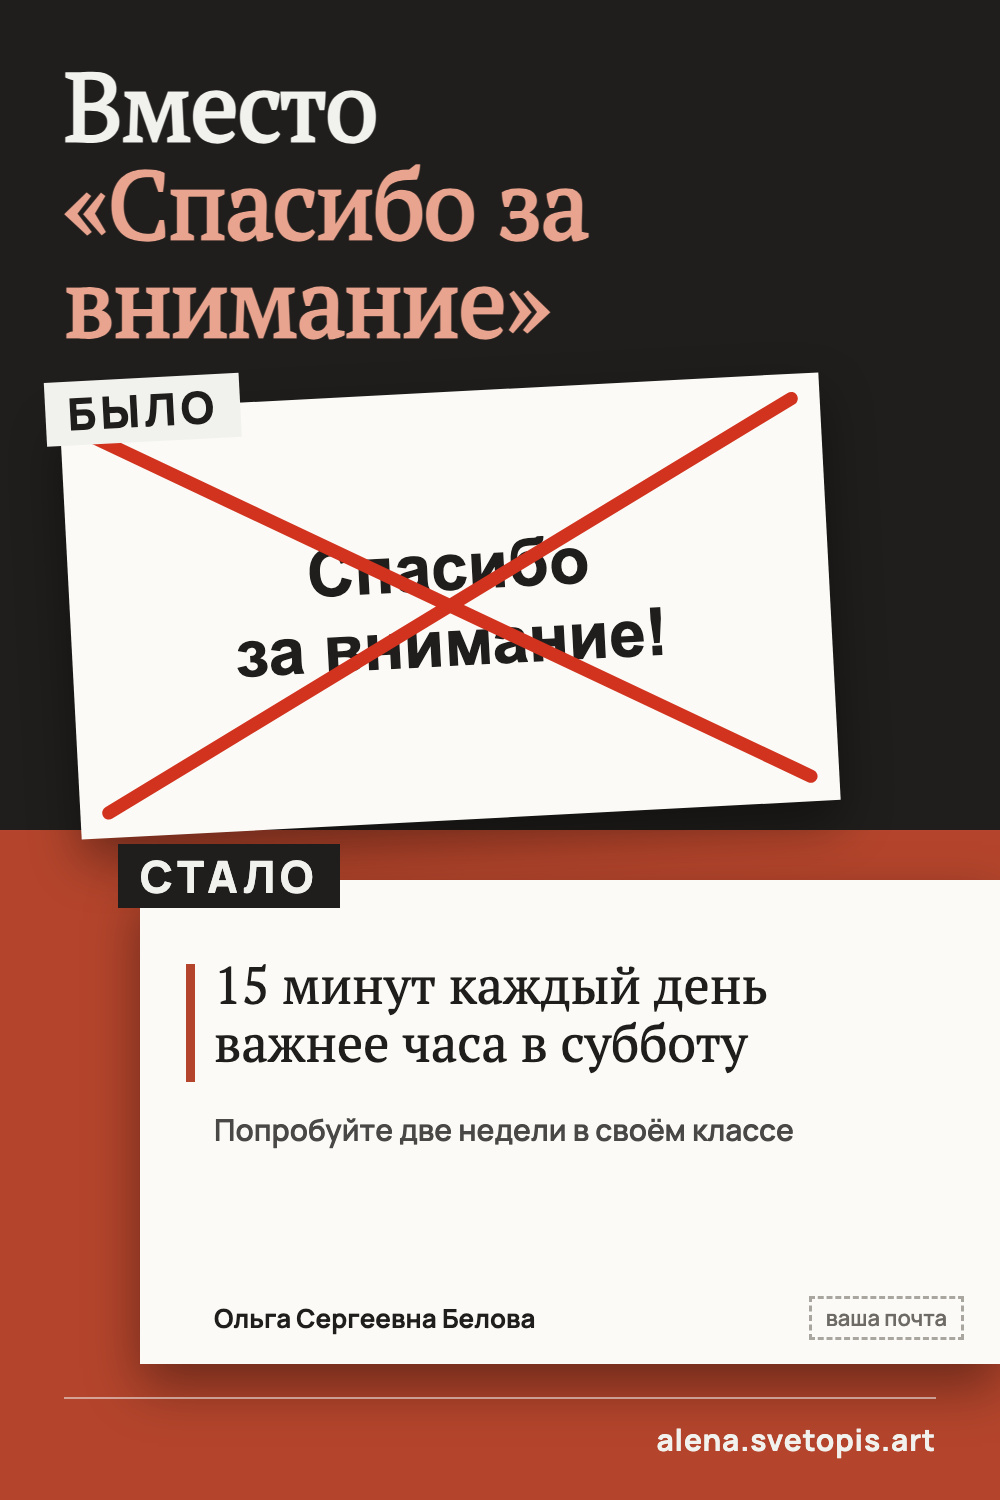 Вместо
«Спасибо за
внимание»
БЫЛО
Спасибо
за внимание!
СТАЛО
15 минут каждый день
важнее часа в субботу
Попробуйте две недели в своём классе
Ольга Сергеевна Белова
ваша почта
alena.svetopis.art